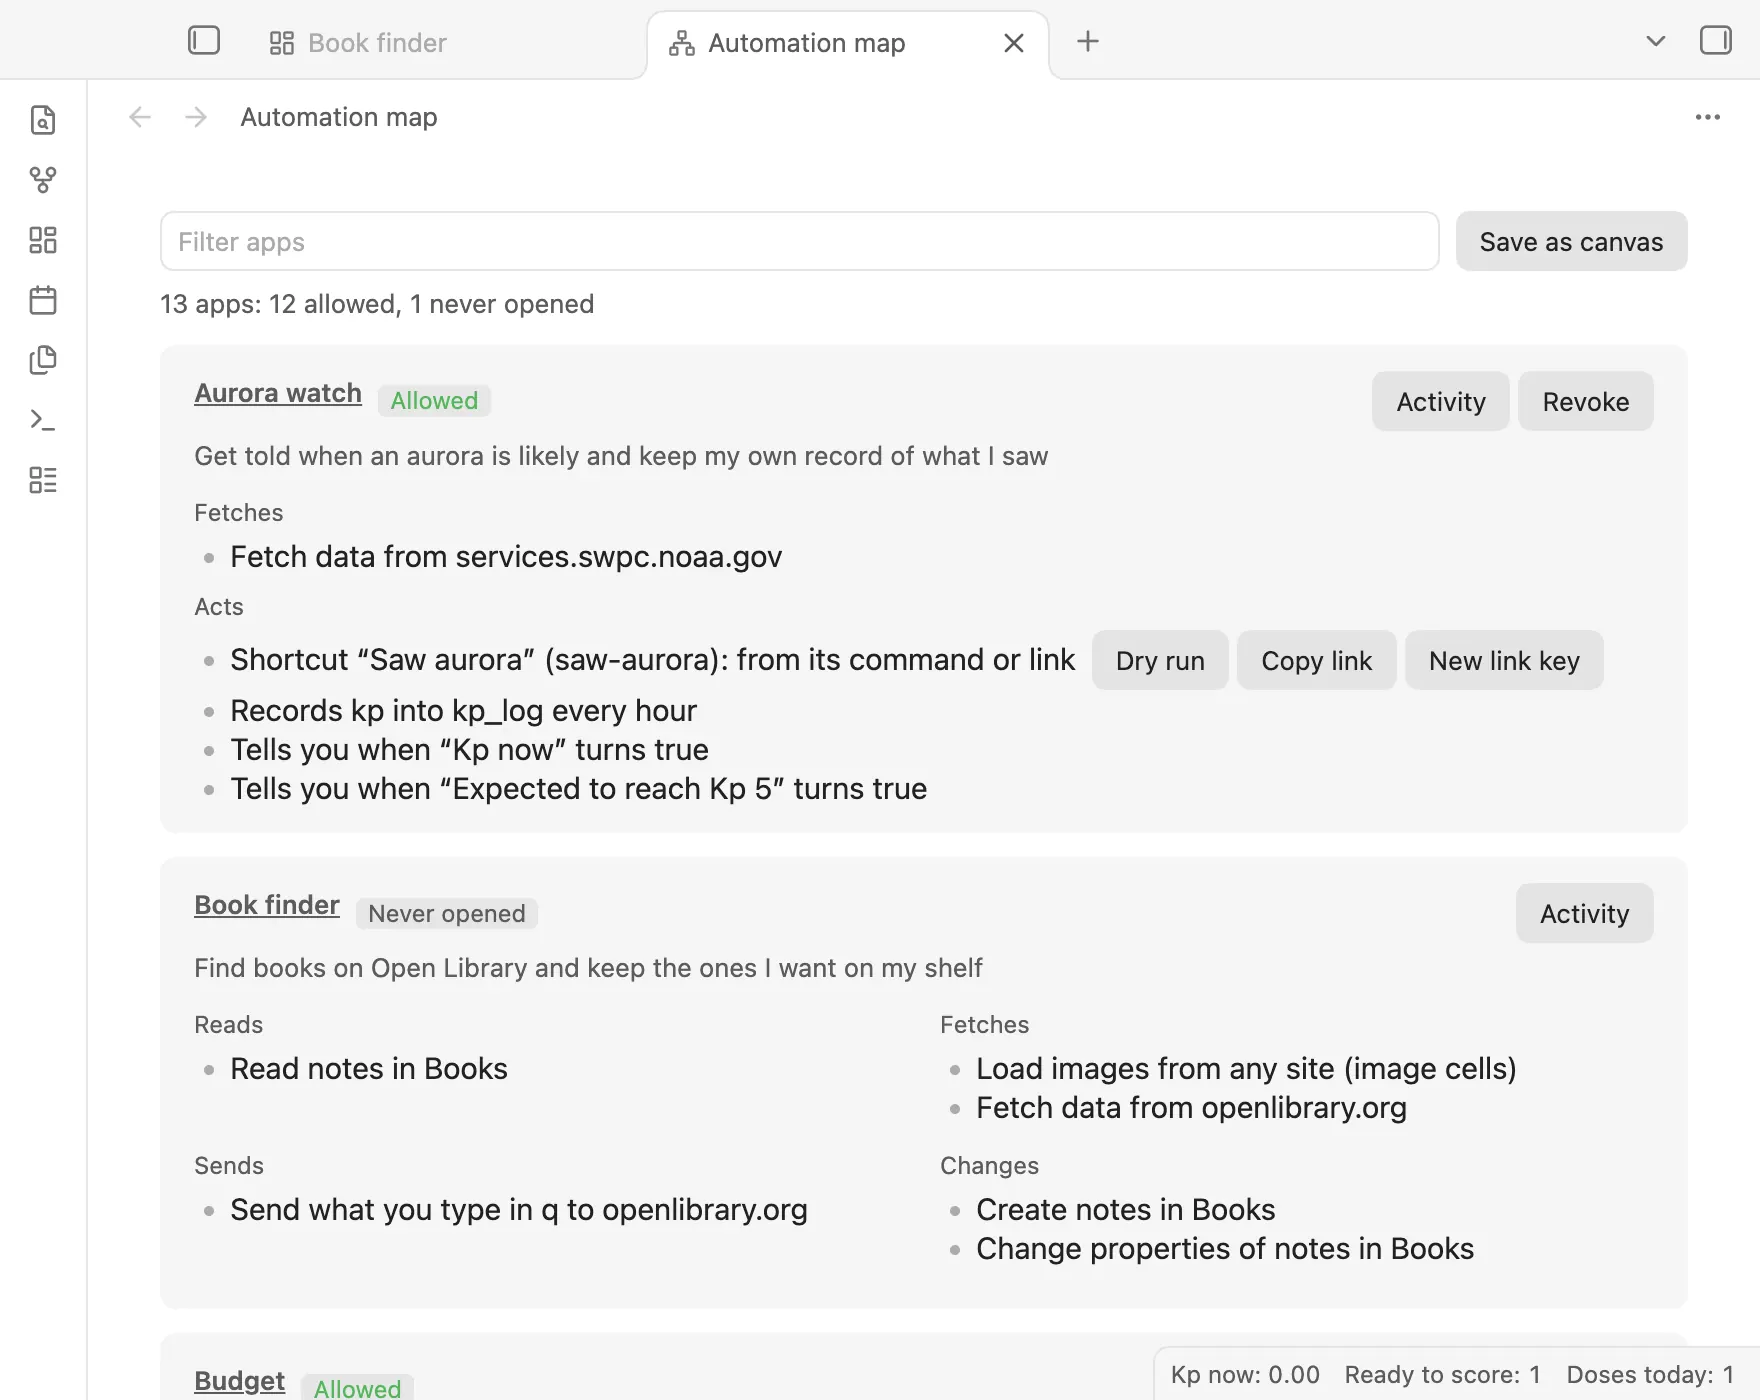 Book finder
Automation map
Automation map
Filter apps
Save as canvas
13 apps: 12 allowed, 1 never opened
Aurora watch
Allowed
Activity
Revoke
Get told when an aurora is likely and keep my own record of what I saw
Fetches
Fetch data from services.swpc.noaa.gov
Acts
Shortcut “Saw aurora” (saw-aurora): from its command or link
Dry run
Copy link
New link key
Records kp into kp_log every hour
Tells you when “Kp now” turns true
Tells you when “Expected to reach Kp 5” turns true
Book finder
Never opened
Activity
Find books on Open Library and keep the ones I want on my shelf
Reads
Read notes in Books
Fetches
Load images from any site (image cells)
Fetch data from openlibrary.org
Sends
Send what you type in q to openlibrary.org
Changes
Create notes in Books
Change properties of notes in Books
Budget
Allowed
Kp now: 0.00
Ready to score: 1
Doses today: 1